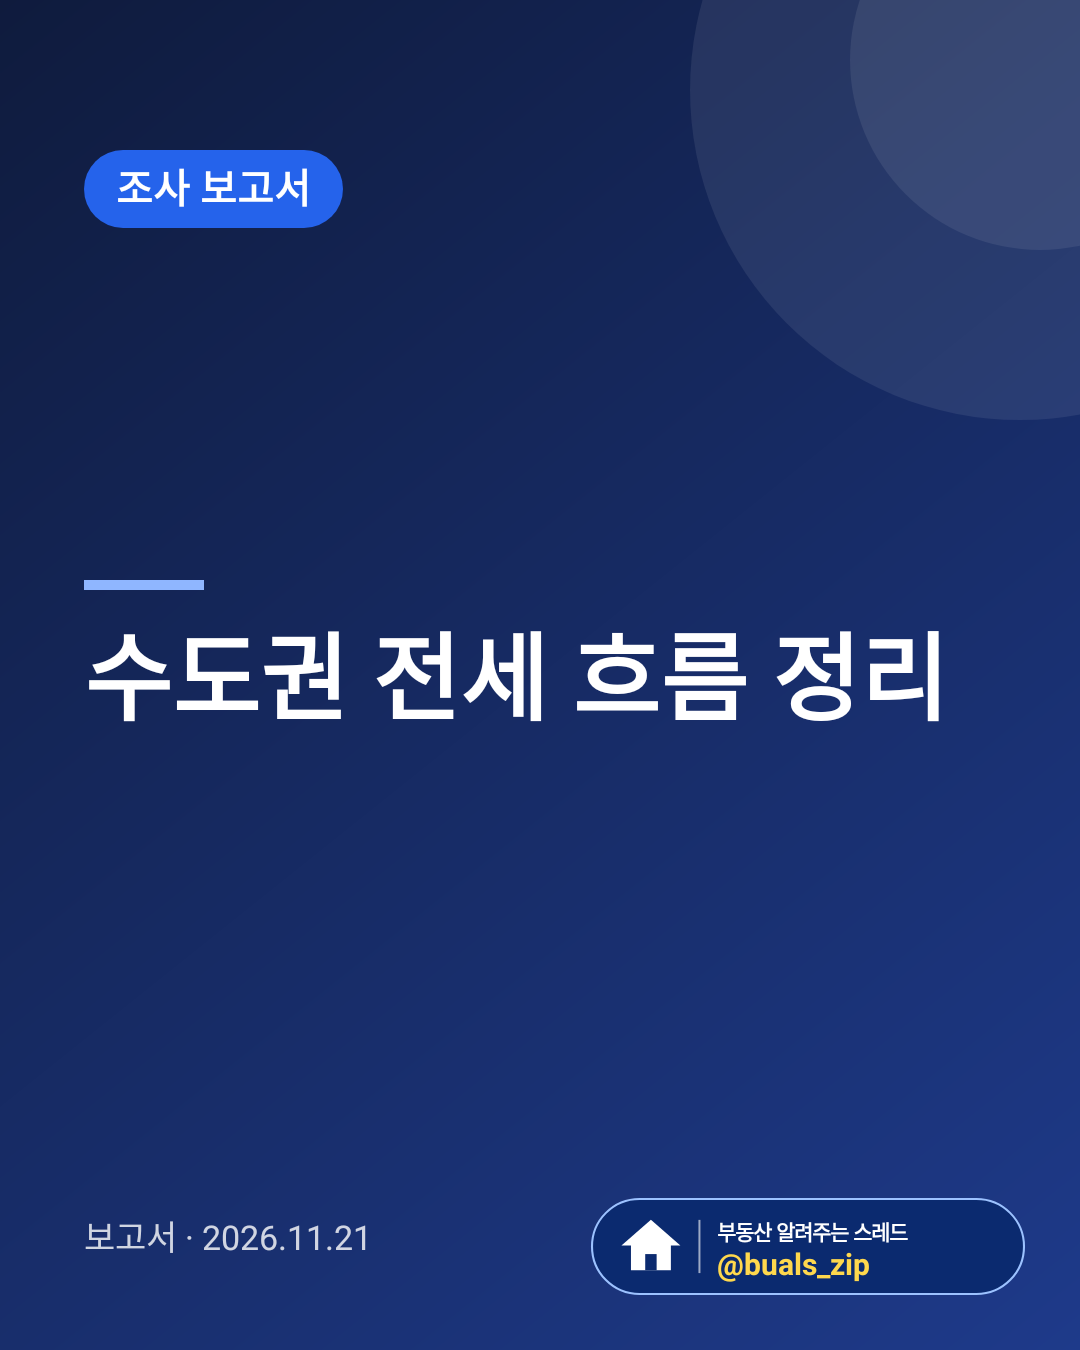 조사 보고서
수도권 전세 흐름 정리
보고서 · 2026.11.21
부동산 알려주는 스레드
@buals_zip